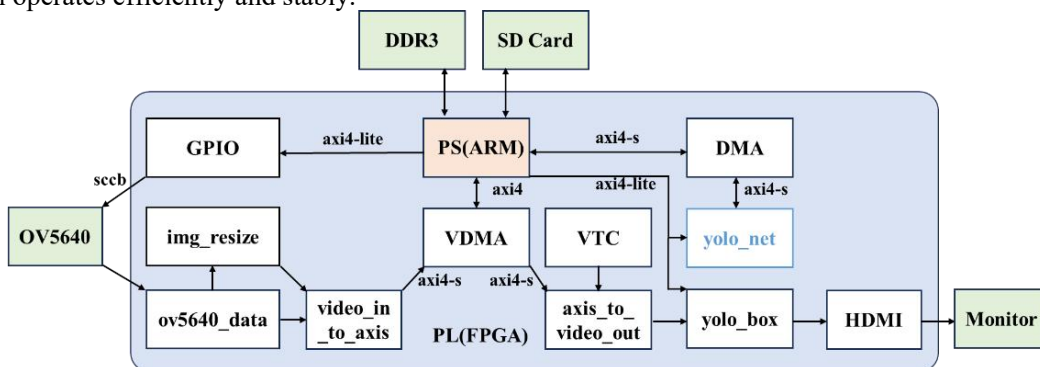 operates efficiently and stably.
DDR3
SD Card
GPIO
axi4-lite
PS(ARM)
axi4-s
DMA
sccb
axi4
axi4-lite
axi4-s
OV5640
img_resize
VDMA
VTC
yolo_net
axi4-s
axi4-s
ov5640_data
video_in
_to_axis
PL(FPGA)
axis_to_
video_out
yolo_box
HDMI
Monitor